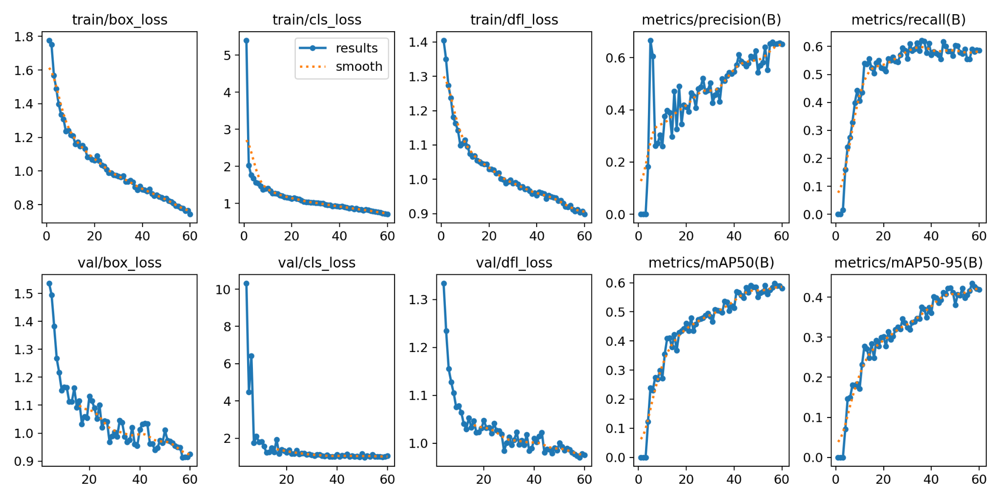 train/box_loss
train/cls_loss
train/dfl_loss
metrics/precision(B)
metrics/recall(B)
1.8
1.6
1.4
1.2
1.0
0.8
0 20 40 60
5
4
3
2
1
0 20 40 60
results
smooth
1.4
1.3
1.2
1.1
1.0
0.9
0 20 40 60
0.6
0.4
0.2
0.0
0 20 40 60
0.6
0.5
0.4
0.3
0.2
0.1
0.0
0 20 40 60
val/box_loss
val/cls_loss
val/dfl_loss
metrics/mAP50(B)
metrics/mAP50-95(B)
1.5
1.4
1.3
1.2
1.1
1.0
0.9
20 40 60
10
8
6
4
2
20 40 60
1.3
1.2
1.1
1.0
20 40 60
0.6
0.5
0.4
0.3
0.2
0.1
0.0
0 20 40 60
0.4
0.3
0.2
0.1
0.0
0 20 40 60